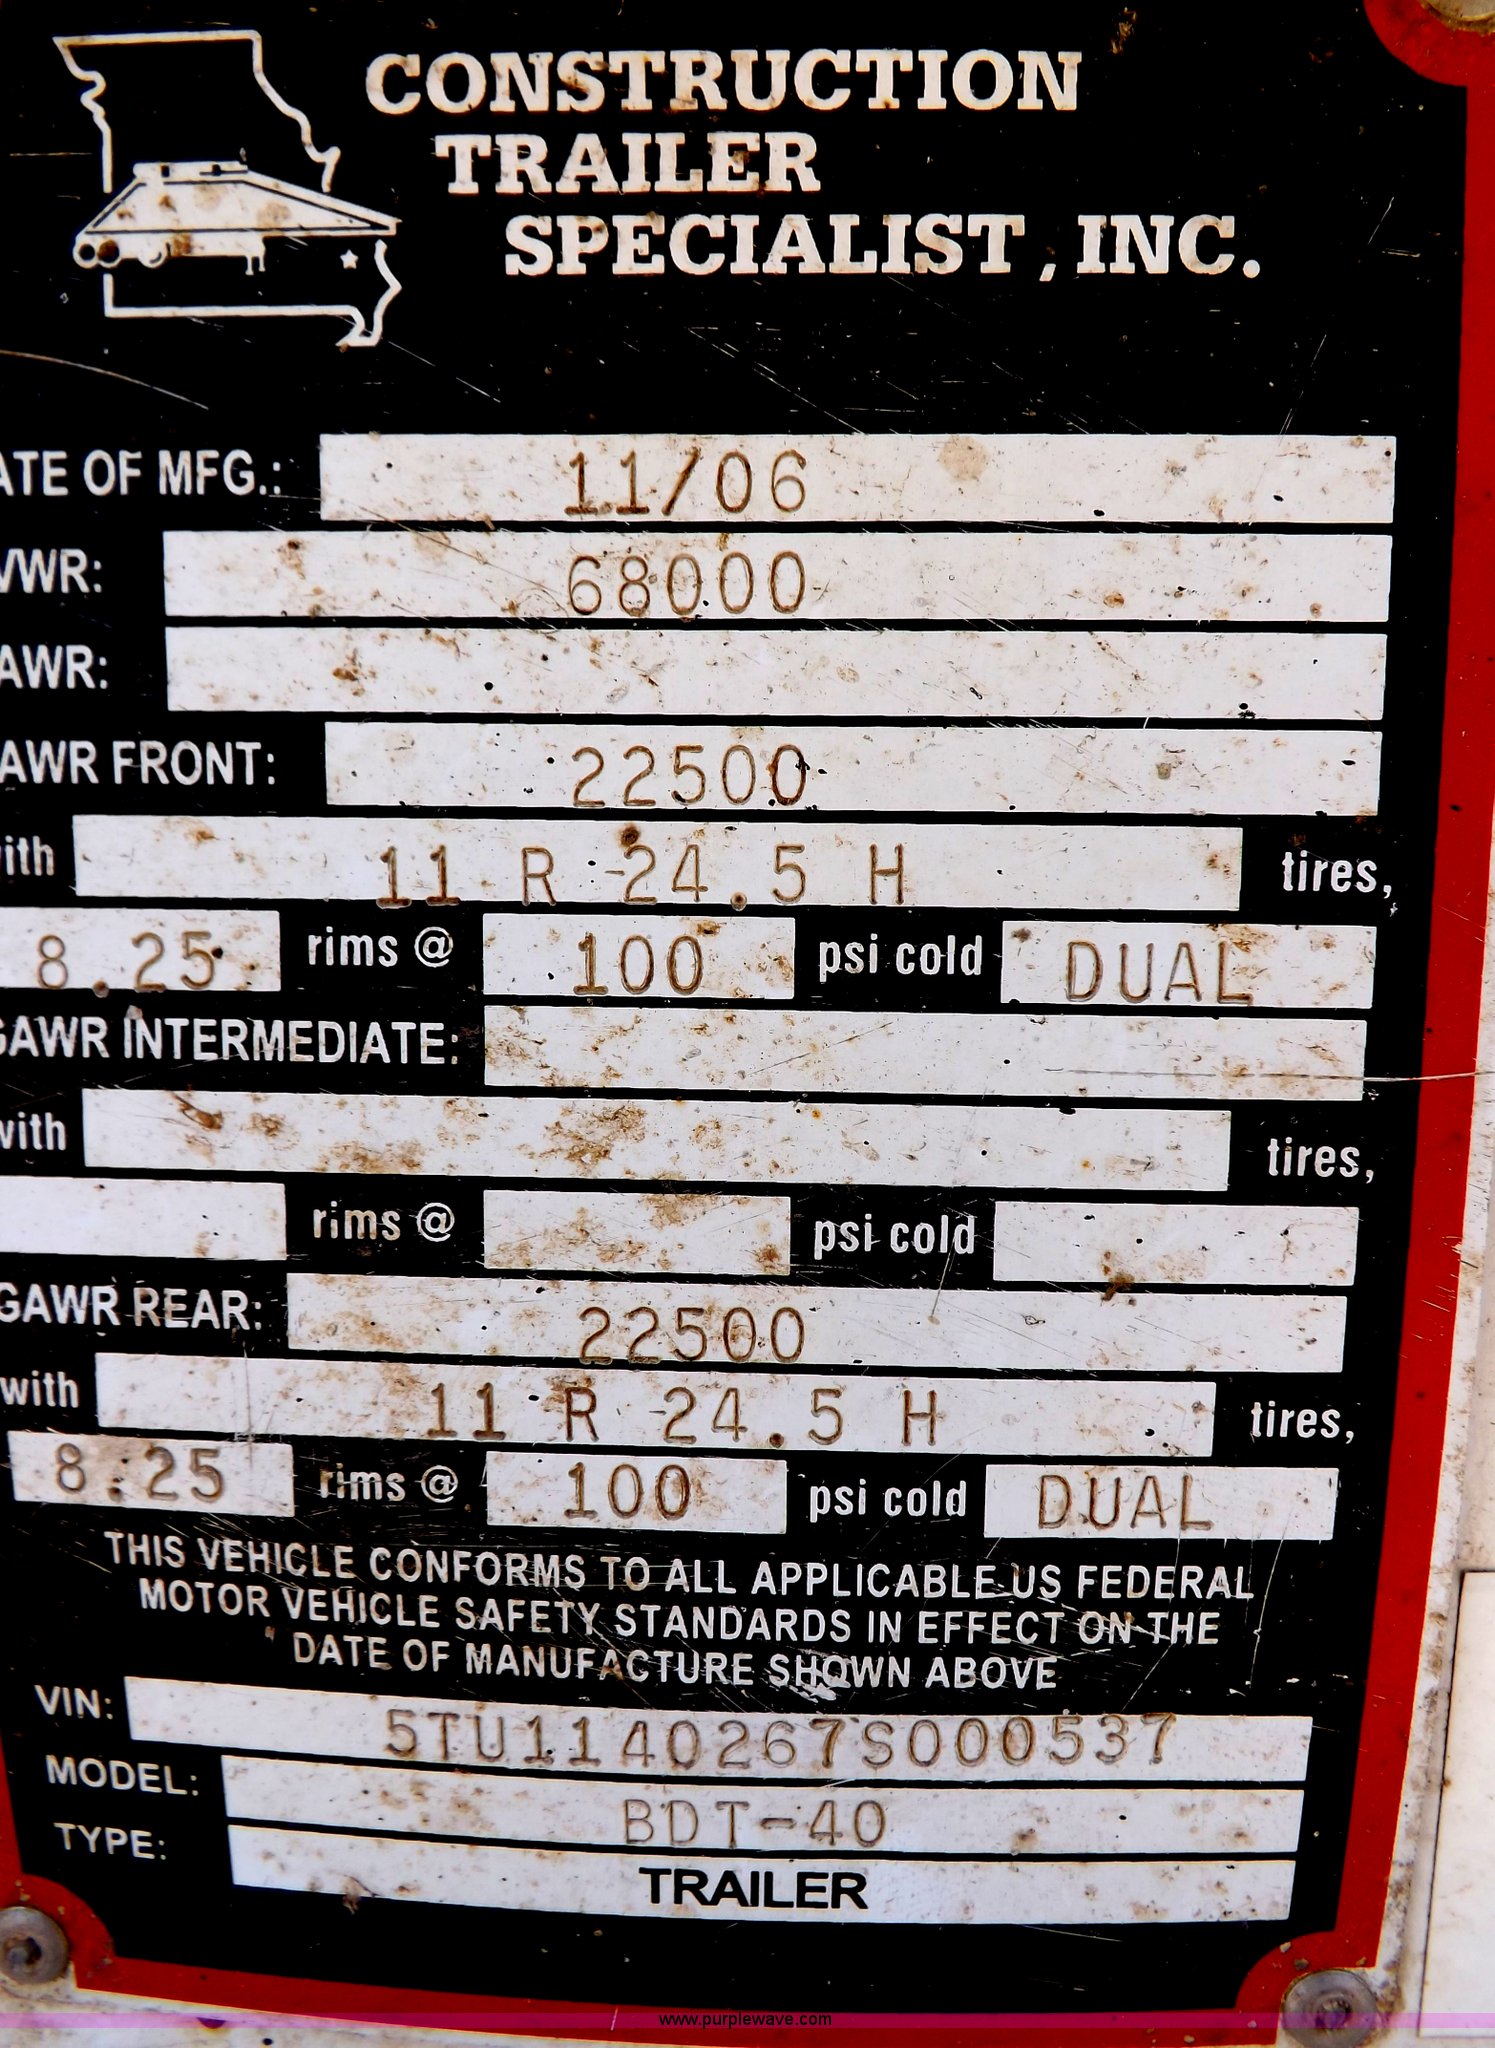 CONSTRUCTION
TRAILER
SPECIALIST, INC.
ATE OF MFG.: 11/06
VWR: 68000
AWR:
AWR FRONT: 22500
ith 11 R 24.5 H tires,
8.25 rims @ 100 psi cold DUAL
GAWR INTERMEDIATE:
with tires,
rims @ psi cold
GAWR REAR: 22500
with 11 R 24.5 H tires,
8.25 rims @ 100 psi cold DUAL
THIS VEHICLE CONFORMS TO ALL APPLICABLE US FEDERAL
MOTOR VEHICLE SAFETY STANDARDS IN EFFECT ON THE
DATE OF MANUFACTURE SHOWN ABOVE
VIN: 5TU1140267S000537
MODEL: BDT-40
TYPE: TRAILER
www.purplewave.com